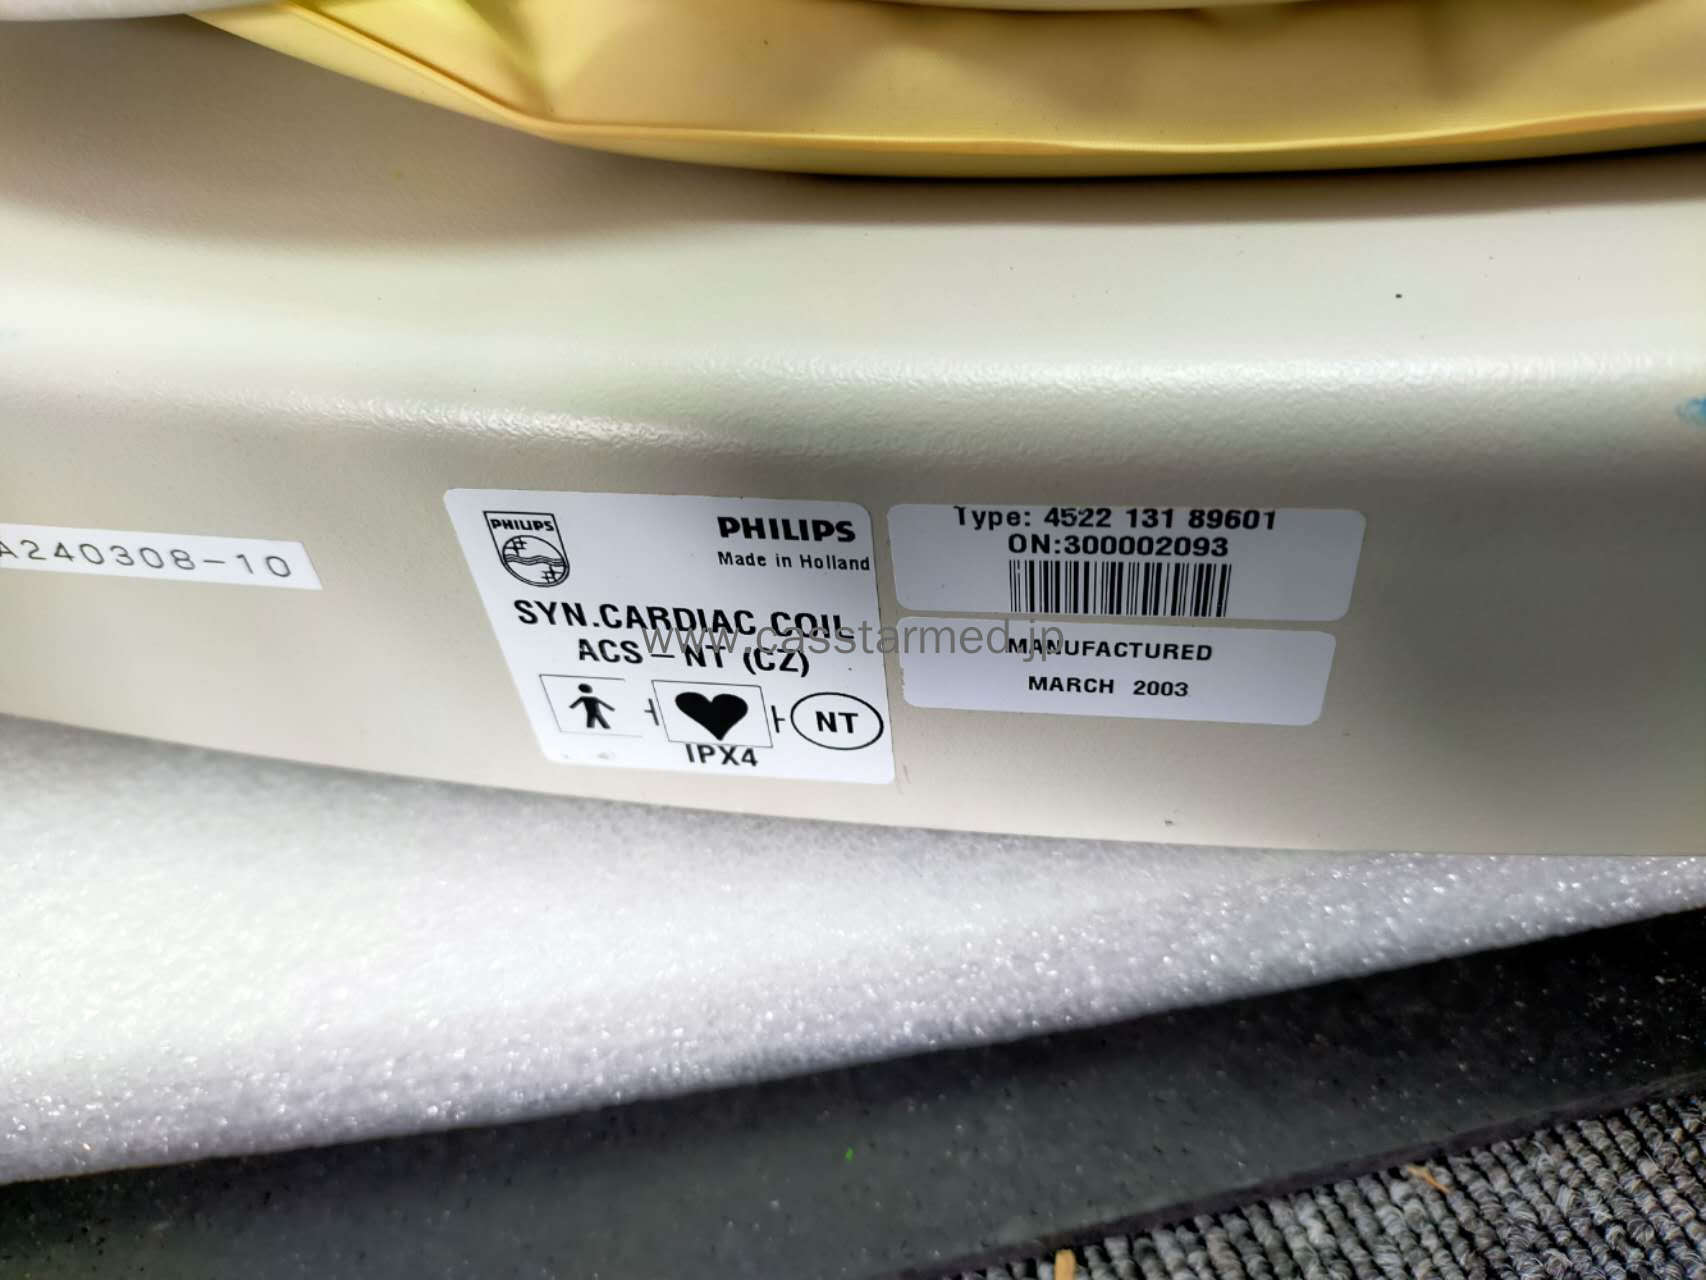 A240308-10
PHILIPS
PHILIPS
Made in Holland
SYN.CARDIAC COIL
ACS-NT (CZ)
NT
IPX4
Type: 4522 131 89601
ON:300002093
MANUFACTURED
MARCH 2003
www.casstarmed.jp